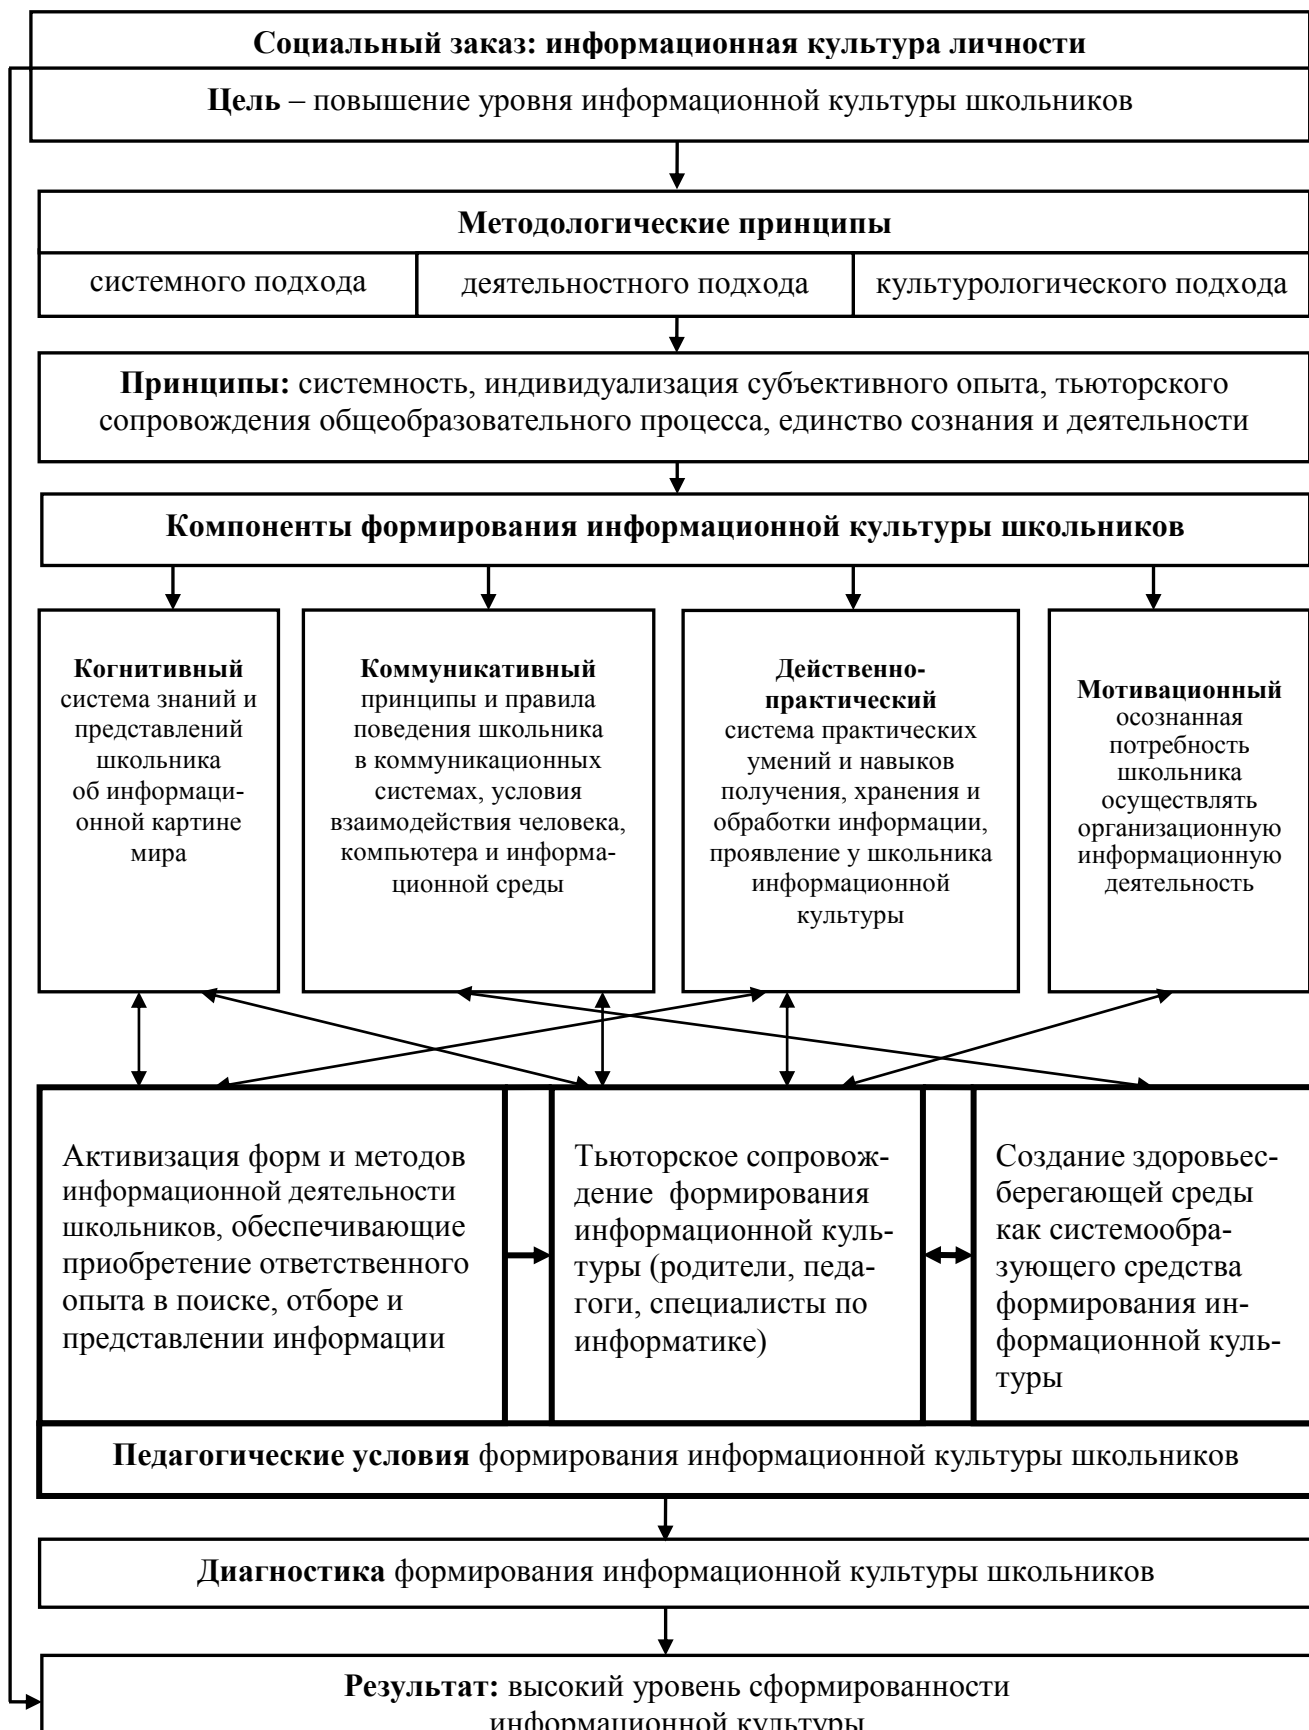 Социальный заказ: информационная культура личности
Цель – повышение уровня информационной культуры школьников
Методологические принципы
системного подхода
деятельностного подхода
культурологического подхода
Принципы: системность, индивидуализация субъективного опыта, тьюторского
сопровождения общеобразовательного процесса, единство сознания и деятельности
Компоненты формирования информационной культуры школьников
Когнитивный
система знаний и
представлений
школьника
об информаци-
онной картине
мира
Коммуникативный
принципы и правила
поведения школьника
в коммуникационных
системах, условия
взаимодействия человека,
компьютера и информа-
ционной среды
Действенно-
практический
система практических
умений и навыков
получения, хранения и
обработки информации,
проявление у школьника
информационной
культуры
Мотивационный
осознанная
потребность
школьника
осуществлять
организационную
информационную
деятельность
Активизация форм и методов
информационной деятельности
школьников, обеспечивающие
приобретение ответственного
опыта в поиске, отборе и
представлении информации
Тьюторское сопровож-
дение формирования
информационной куль-
туры (родители, педа-
гоги, специалисты по
информатике)
Создание здоровьес-
берегающей среды
как системообра-
зующего средства
формирования ин-
формационной куль-
туры
Педагогические условия формирования информационной культуры школьников
Диагностика формирования информационной культуры школьников
Результат: высокий уровень сформированности
информационной культуры